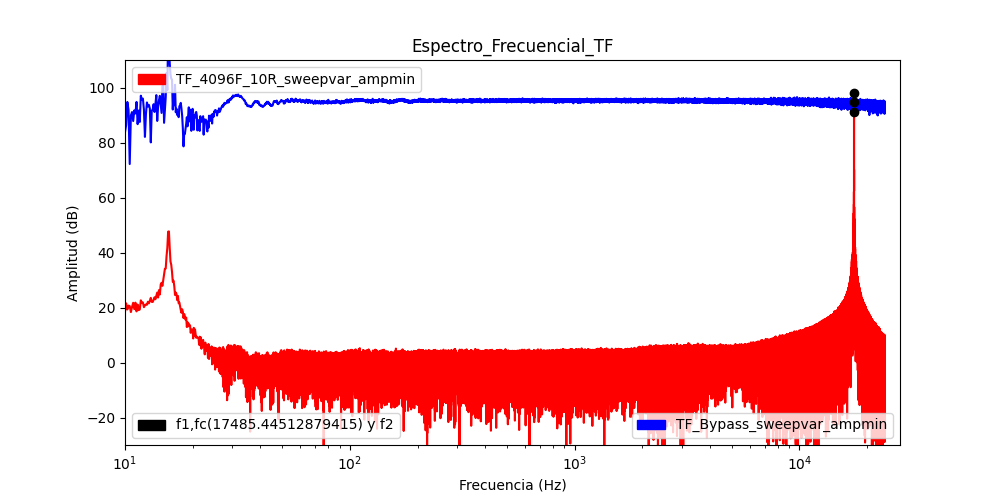 Espectro_Frecuencial_TF
TF_4096F_10R_sweepvar_ampmin
100
80
60
40
20
0
−20
Amplitud (dB)
f1,fc(17485.44512879415) y f2
TF_Bypass_sweepvar_ampmin
10^1
10^2
10^3
10^4
Frecuencia (Hz)